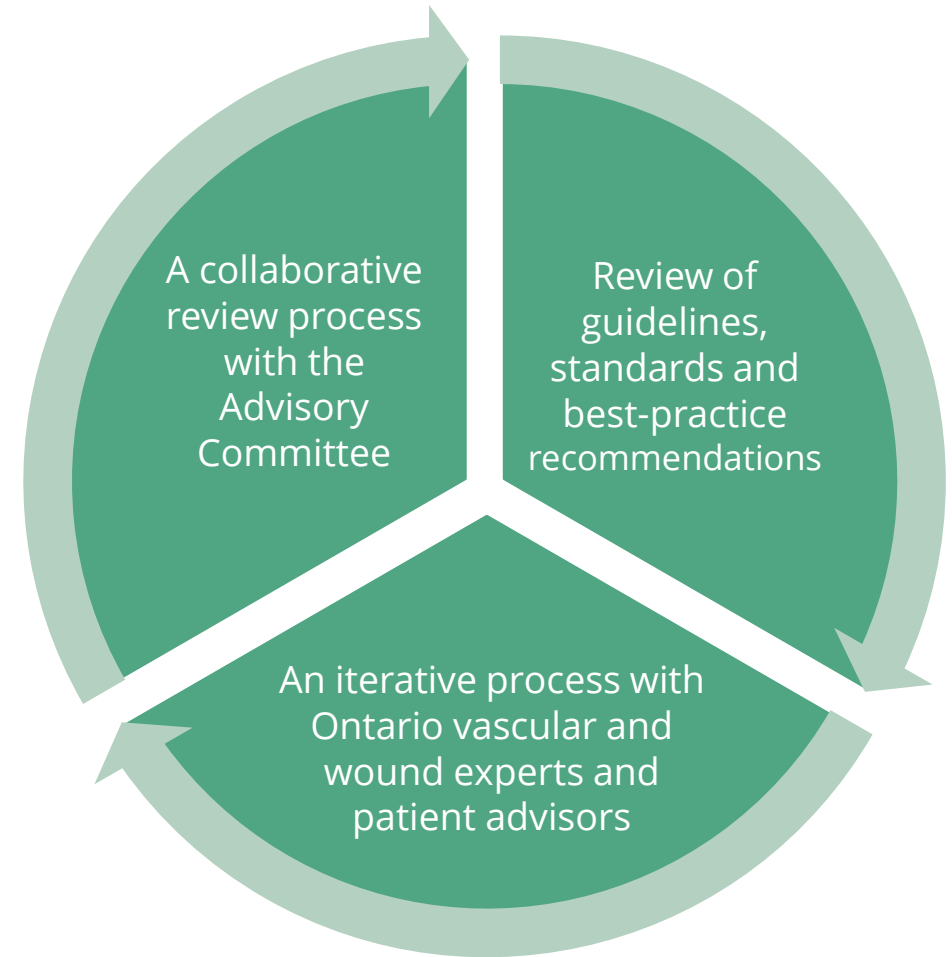 A collaborative
review process
with the
Advisory
Committee
Review of
guidelines,
standards and
best-practice
recommendations
An iterative process with
Ontario vascular and
wound experts and
patient advisors